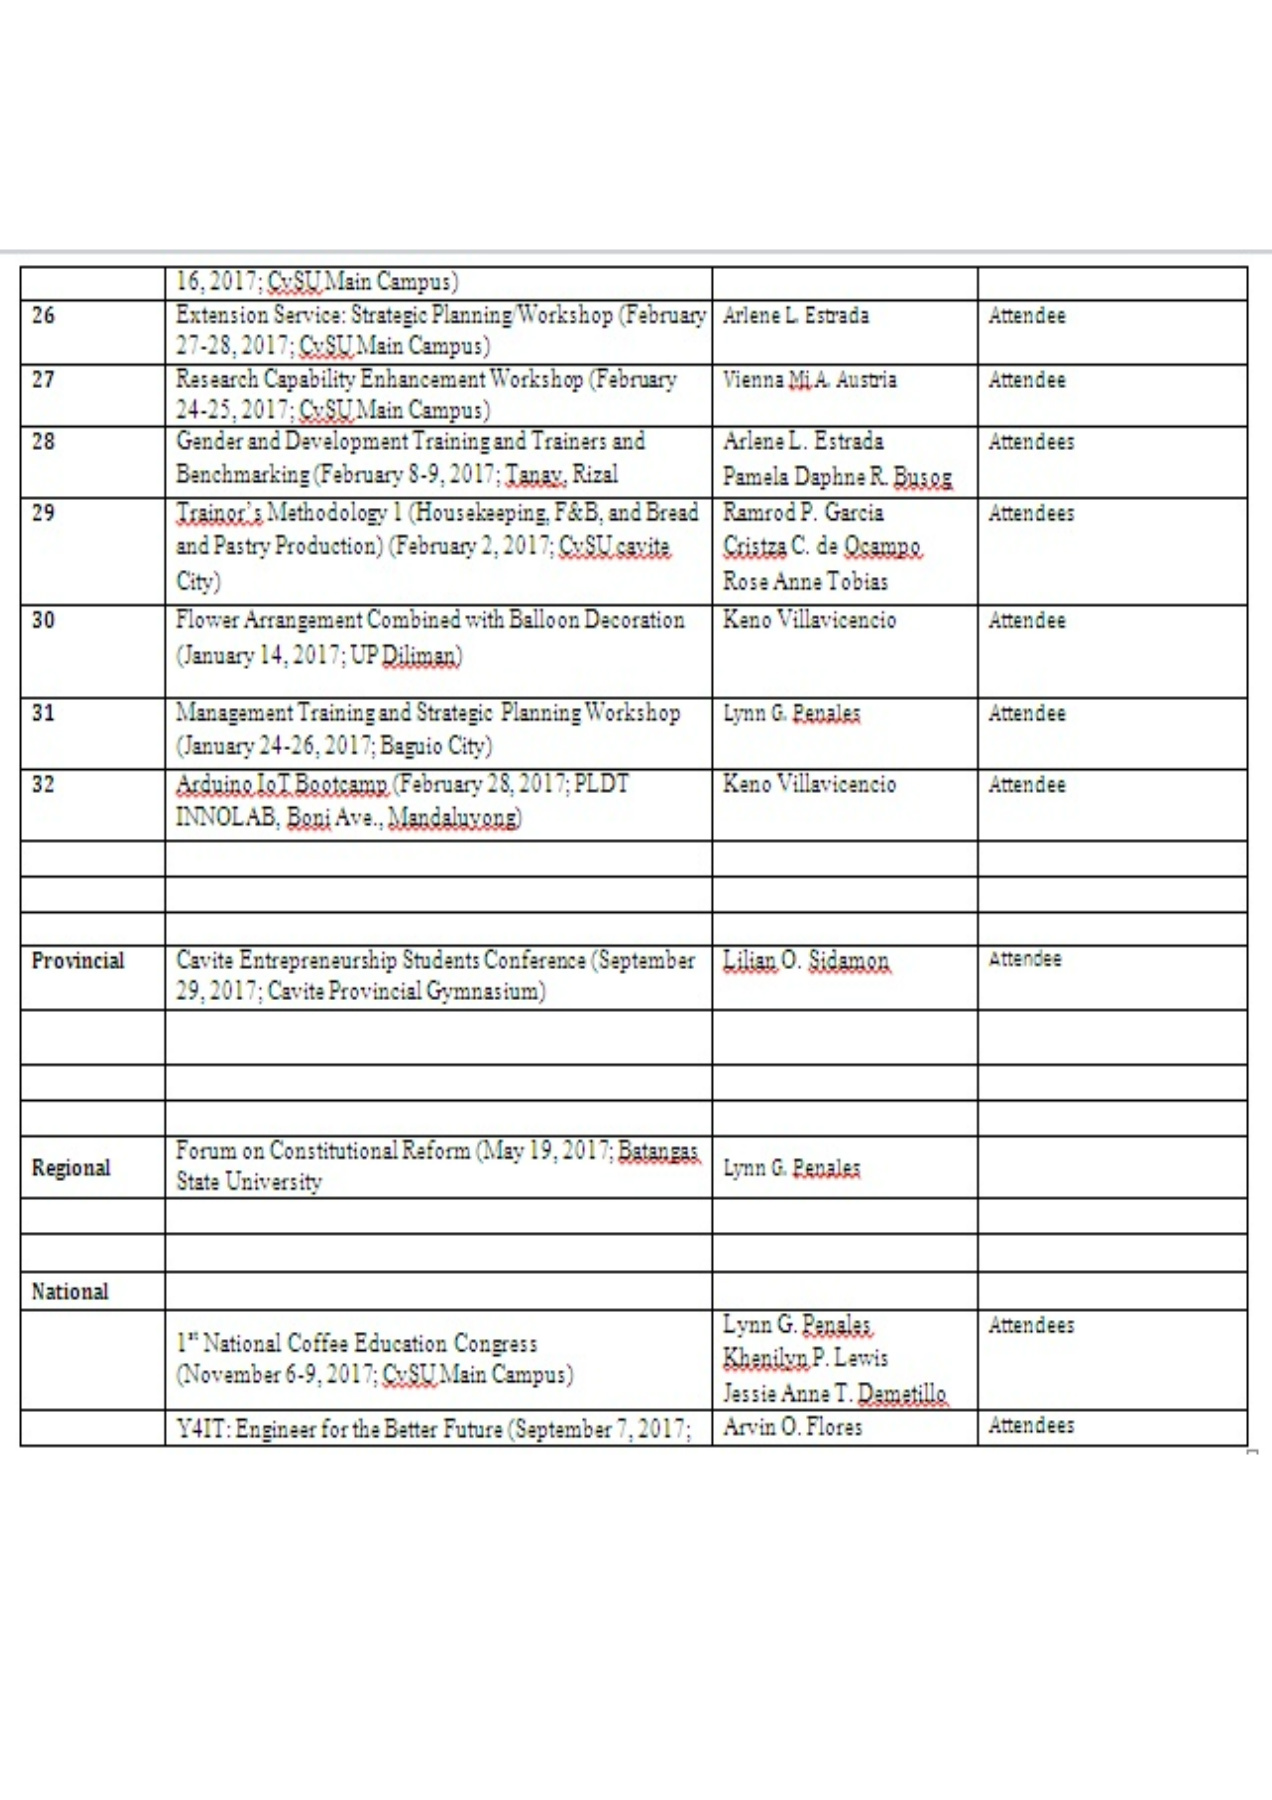 16, 2017; CvSU Main Campus)
26 Extension Service: Strategic Planning/Workshop (February Arlene L. Estrada Attendee
27-28, 2017; CvSU Main Campus)
27 Research Capability Enhancement Workshop (February Vienna Mi A. Austria Attendee
24-25, 2017; CvSU Main Campus)
28 Gender and Development Training and Trainers and Arlene L. Estrada Attendees
Benchmarking (February 8-9, 2017; Tanay, Rizal Pamela Daphne R. Busog
29 Trainor's Methodology 1 (Housekeeping, F&B, and Bread Ramrod P. Garcia Attendees
and Pastry Production) (February 2, 2017; CvSU cavite Cristza C. de Ocampo
City) Rose Anne Tobias
30 Flower Arrangement Combined with Balloon Decoration Keno Villavicencio Attendee
(January 14, 2017; UP Diliman)
31 Management Training and Strategic Planning Workshop Lynn G. Penales Attendee
(January 24-26, 2017; Baguio City)
32 Arduino IoT Bootcamp (February 28, 2017; PLDT Keno Villavicencio Attendee
INNOLAB, Boni Ave., Mandaluyong)
Provincial Cavite Entrepreneurship Students Conference (September Lilian O. Sidamon Attendee
29, 2017; Cavite Provincial Gymnasium)
Regional Forum on Constitutional Reform (May 19, 2017; Batangas Lynn G. Penales
State University
National
1st National Coffee Education Congress Lynn G. Penales Attendees
(November 6-9, 2017; CvSU Main Campus) Khenilyn P. Lewis
Jessie Anne T. Demetillo
Y4IT: Engineer for the Better Future (September 7, 2017; Arvin O. Flores Attendees